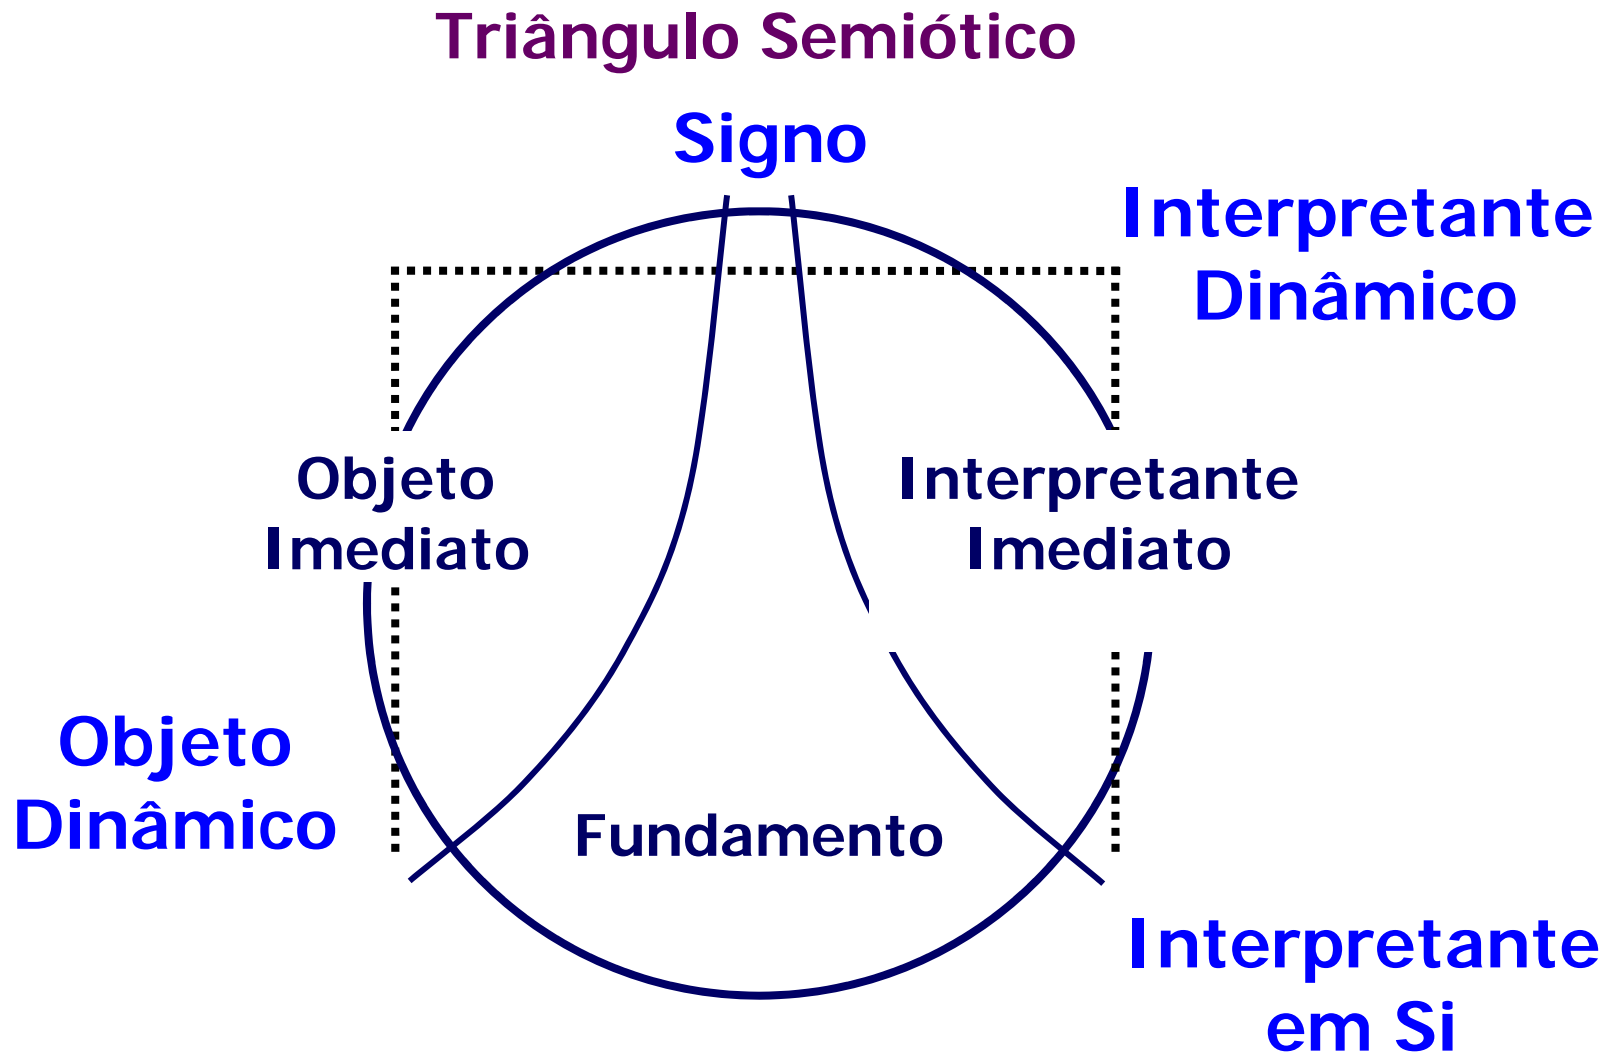 Triângulo Semiótico
Signo
Interpretante
Dinâmico
Objeto
Imediato
Interpretante
Imediato
Objeto
Dinâmico
Fundamento
Interpretante
em Si